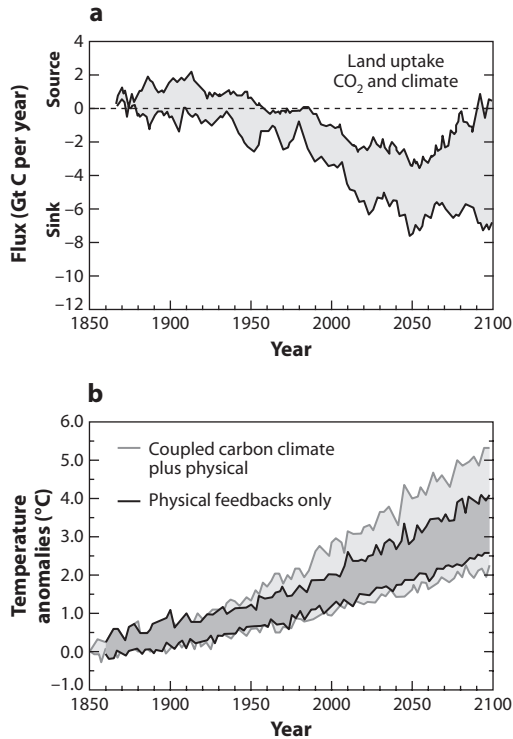 a
4
2
0
−2
−4
−6
−8
−10
−12
Source
Sink
Flux (Gt C per year)
Land uptake
CO2 and climate
1850
1900
1950
2000
2050
2100
Year
b
6.0
5.0
4.0
3.0
2.0
1.0
0.0
−1.0
Temperature
anomalies (°C)
Coupled carbon climate
plus physical
Physical feedbacks only
1850
1900
1950
2000
2050
2100
Year